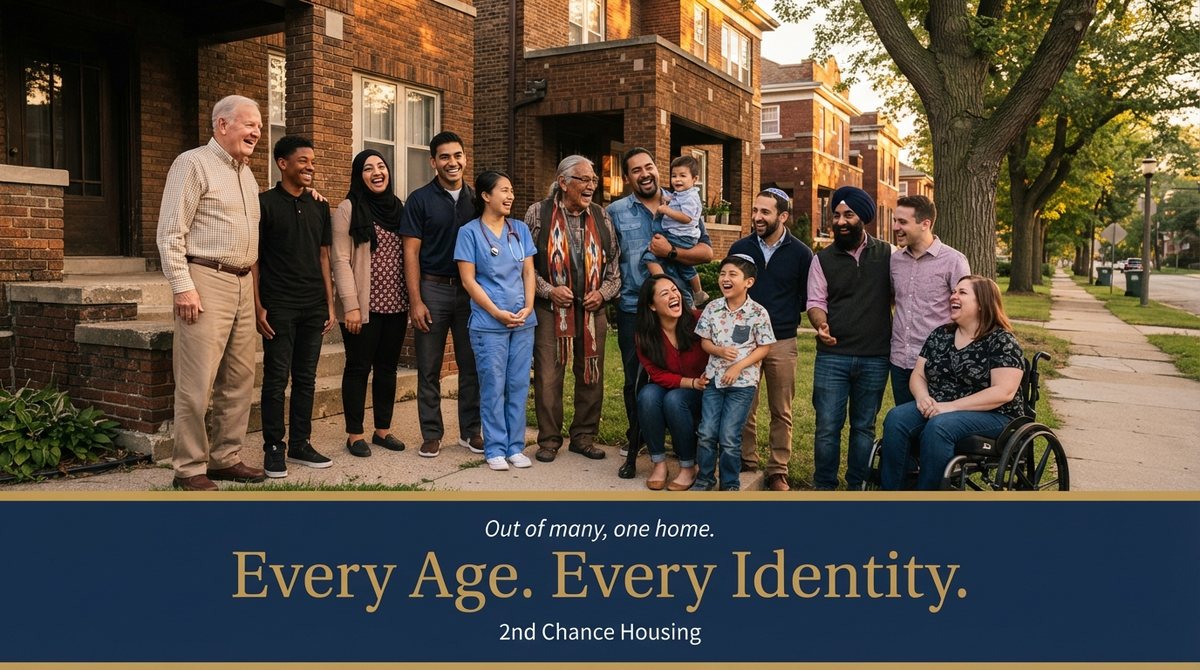 Out of many, one home.
Every Age. Every Identity.
2nd Chance Housing